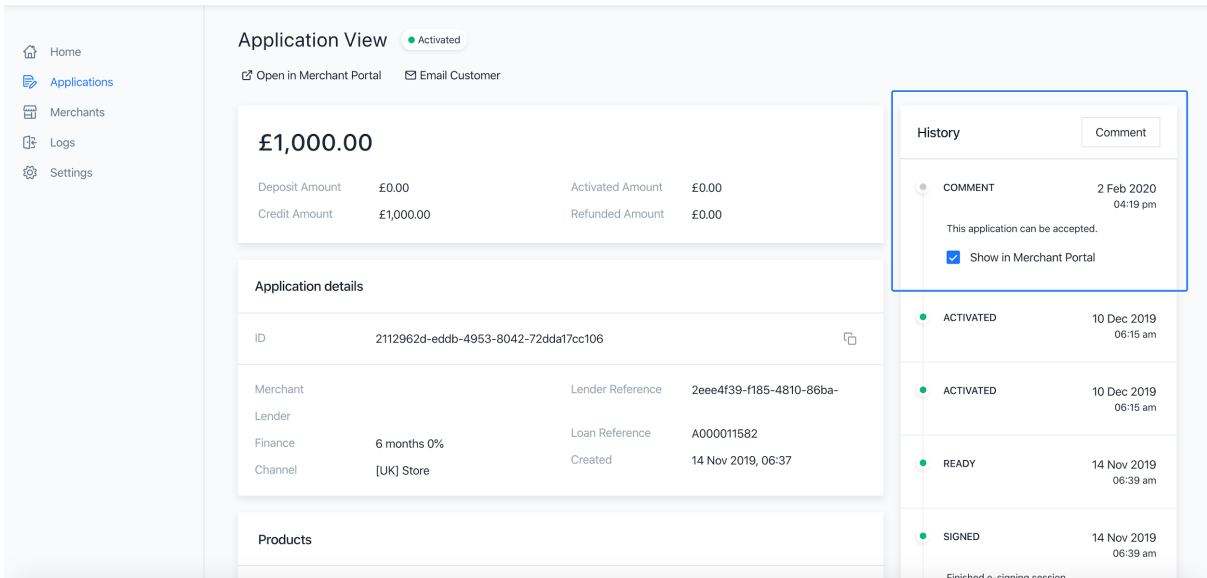 Home
Applications
Merchants
Logs
Settings
Application View
Activated
Open in Merchant Portal
Email Customer
£1,000.00
Deposit Amount £0.00 Activated Amount £0.00
Credit Amount £1,000.00 Refunded Amount £0.00
Application details
ID 2112962d-eddb-4953-8042-72dda17cc106
Merchant
Lender
Finance 6 months 0%
Channel [UK] Store
Lender Reference 2eee4f39-f185-4810-86ba-
Loan Reference A000011582
Created 14 Nov 2019, 06:37
Products
History
Comment
COMMENT 2 Feb 2020
04:19 pm
This application can be accepted.
Show in Merchant Portal
ACTIVATED 10 Dec 2019
06:15 am
ACTIVATED 10 Dec 2019
06:15 am
READY 14 Nov 2019
06:39 am
SIGNED 14 Nov 2019
06:39 am
Finished e-signing session